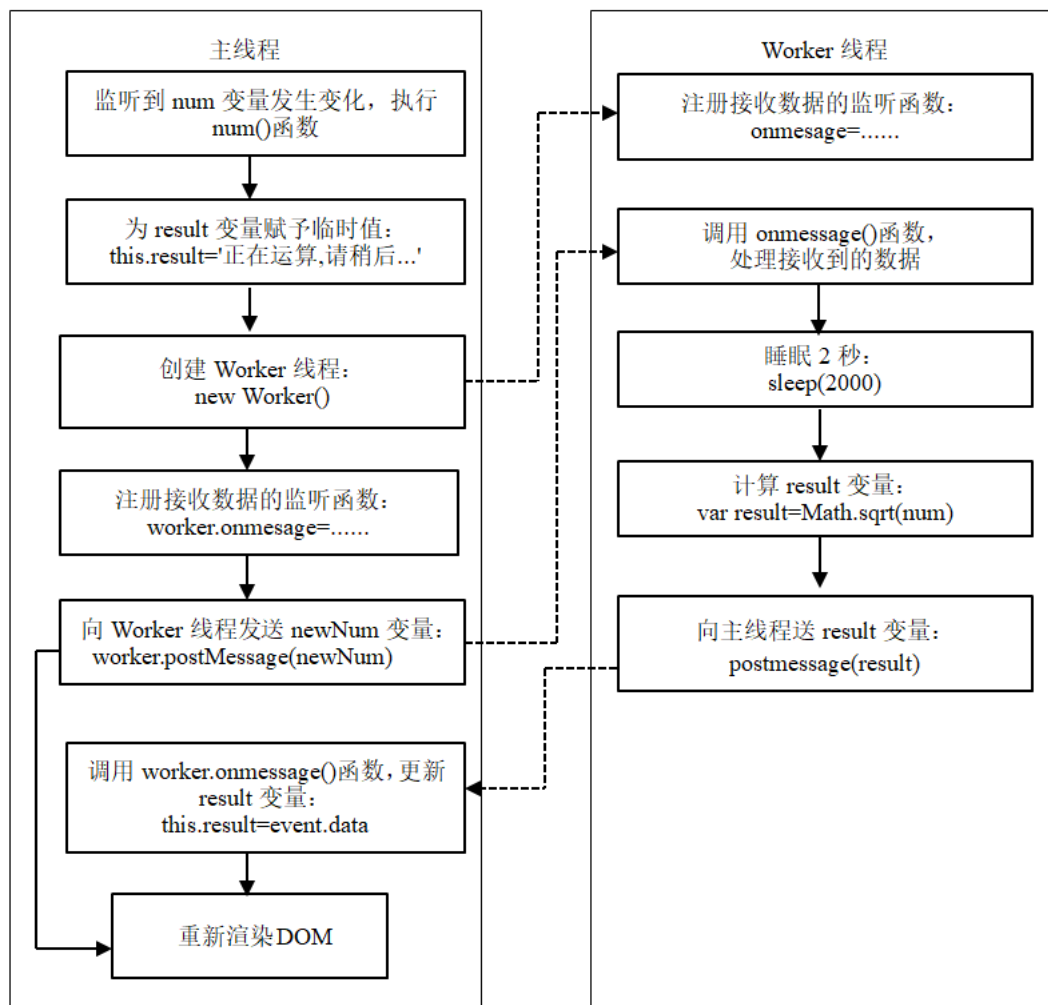 主线程
监听到 num 变量发生变化，执行
num()函数
为 result 变量赋予临时值：
this.result='正在运算,请稍后...'
创建 Worker 线程：
new Worker()
注册接收数据的监听函数：
worker.onmesage=......
向 Worker 线程发送 newNum 变量：
worker.postMessage(newNum)
调用 worker.onmessage()函数,更新
result 变量：
this.result=event.data
重新渲染DOM
Worker 线程
注册接收数据的监听函数：
onmesage=......
调用 onmessage()函数，
处理接收到的数据
睡眠 2 秒：
sleep(2000)
计算 result 变量：
var result=Math.sqrt(num)
向主线程送 result 变量：
postmessage(result)